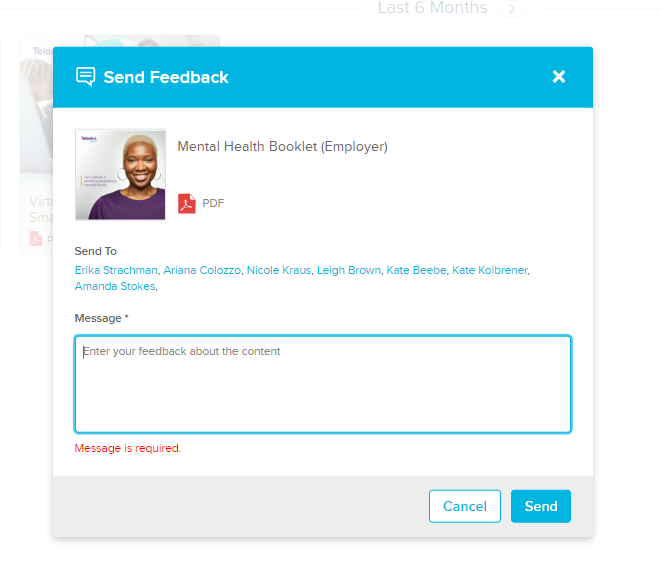 Last 6 Months 2
Send Feedback
Mental Health Booklet (Employer)
PDF
Send To
Erika Strachman, Ariana Colozzo, Nicole Kraus, Leigh Brown, Kate Beebe, Kate Kolbrener,
Amanda Stokes,
Message *
Enter your feedback about the content
Message is required.
Cancel
Send